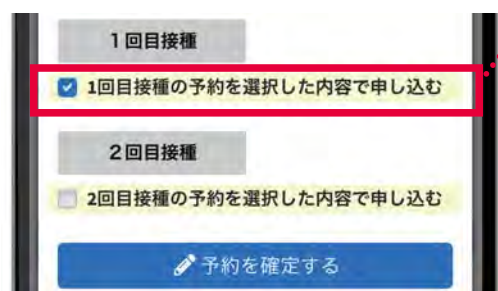 1回目接種
1回目接種の予約を選択した内容で申し込む
2回目接種
2回目接種の予約を選択した内容で申し込む
予約を確定する